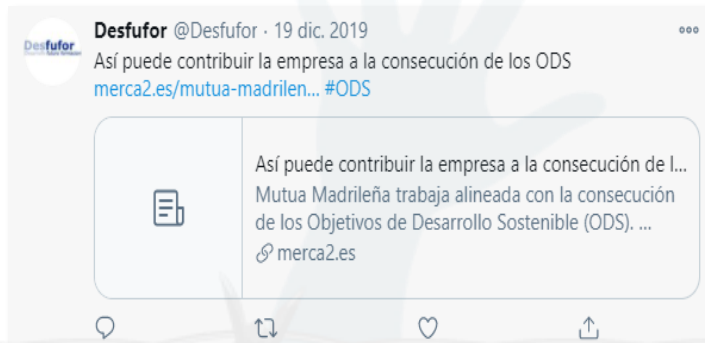 Desfufor
Desfufor @Desfufor · 19 dic. 2019
Así puede contribuir la empresa a la consecución de los ODS
merca2.es/mutua-madrilen... #ODS
Así puede contribuir la empresa a la consecución de l...
Mutua Madrileña trabaja alineada con la consecución
de los Objetivos de Desarrollo Sostenible (ODS). ...
merca2.es